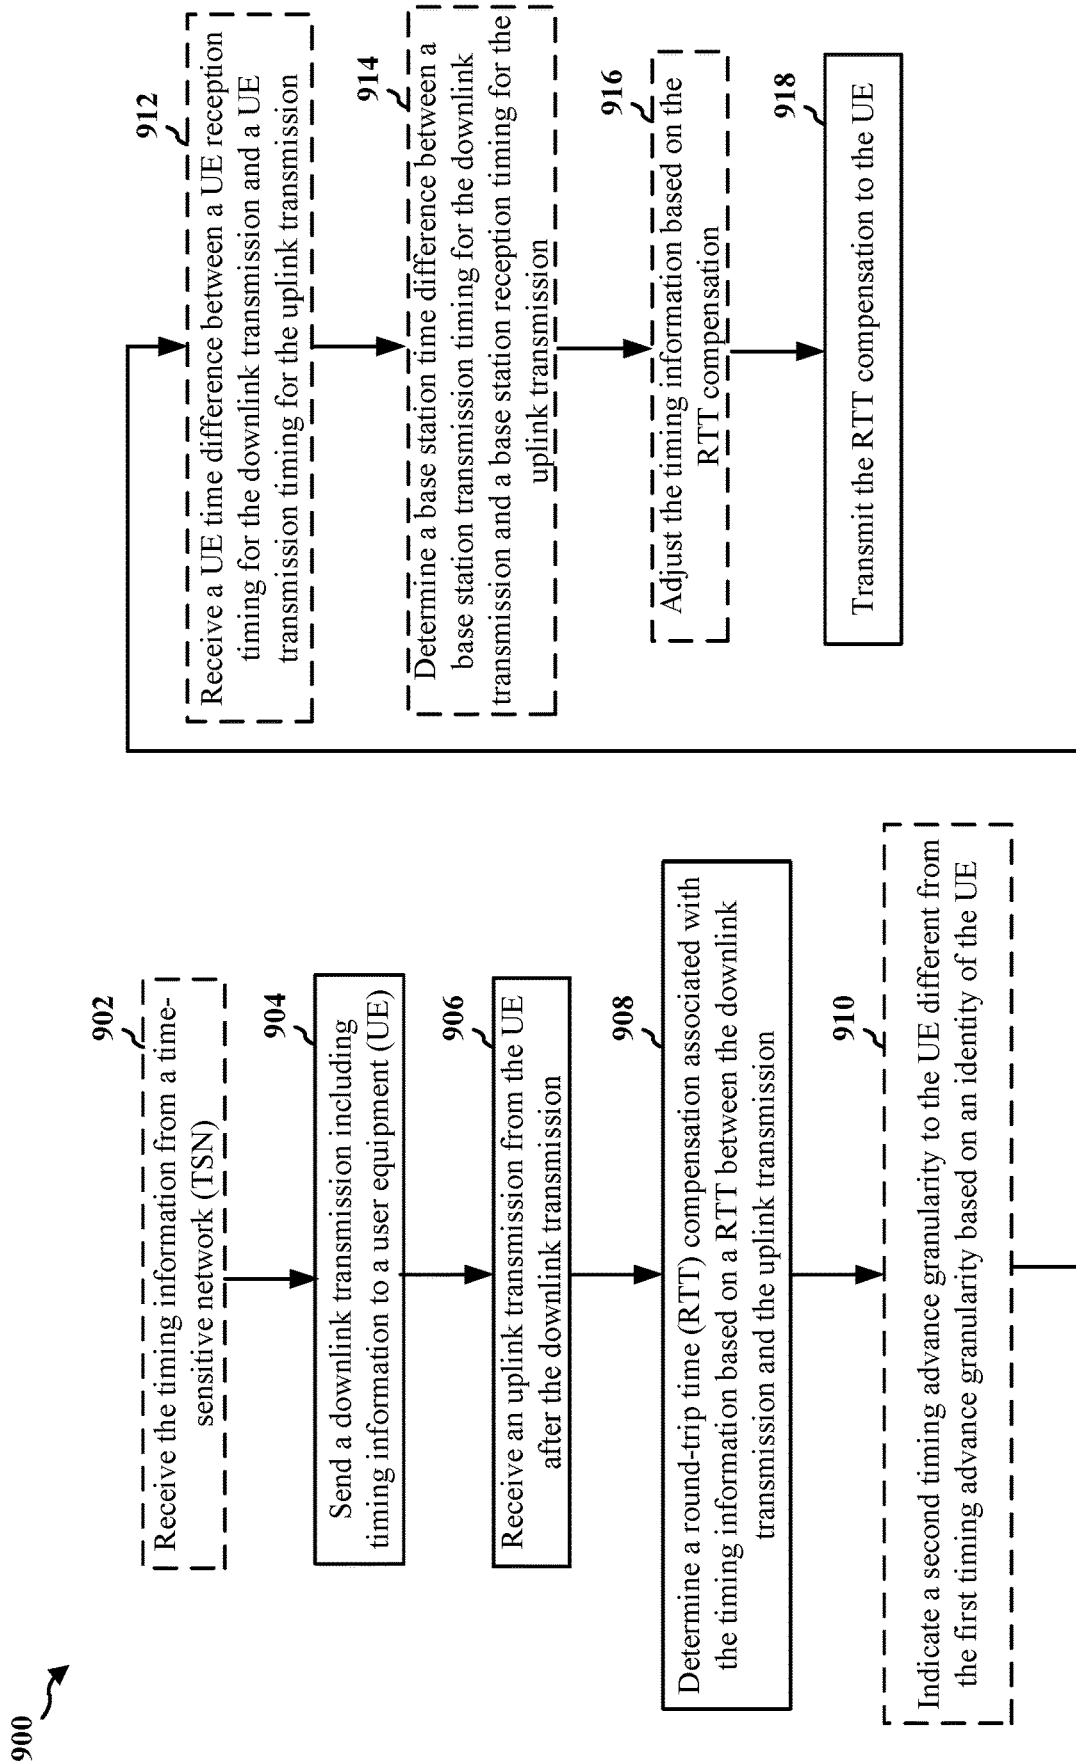 900
902
Receive the timing information from a time-
sensitive network (TSN)
904
Send a downlink transmission including
timing information to a user equipment (UE)
906
Receive an uplink transmission from the UE
after the downlink transmission
908
Determine a round-trip time (RTT) compensation associated with
the timing information based on a RTT between the downlink
transmission and the uplink transmission
910
Indicate a second timing advance granularity to the UE different from
the first timing advance granularity based on an identity of the UE
912
Receive a UE time difference between a UE reception
timing for the downlink transmission and a UE
transmission timing for the uplink transmission
914
Determine a base station time difference between a
base station transmission timing for the downlink
transmission and a base station reception timing for the
uplink transmission
916
Adjust the timing information based on the
RTT compensation
918
Transmit the RTT compensation to the UE